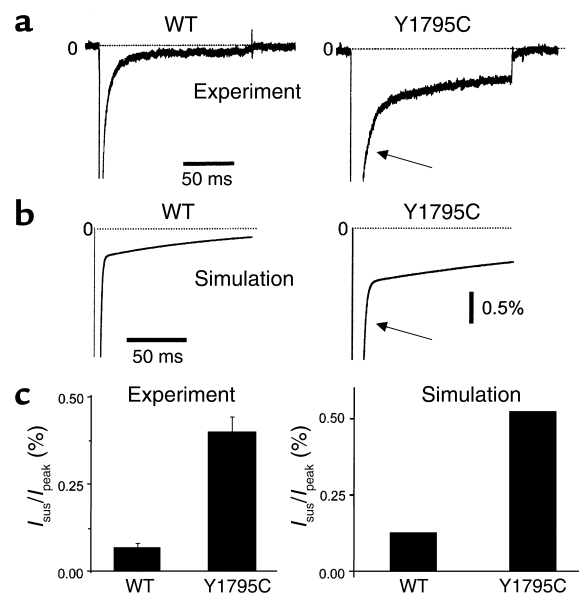 a
WT
Y1795C
0
0
Experiment
50 ms
b
WT
Y1795C
0
0
Simulation
0.5%
50 ms
c
Experiment
Simulation
0.50
0.50
0.25
0.25
0.00
0.00
Isus/Ipeak (%)
Isus/Ipeak (%)
WT
Y1795C
WT
Y1795C